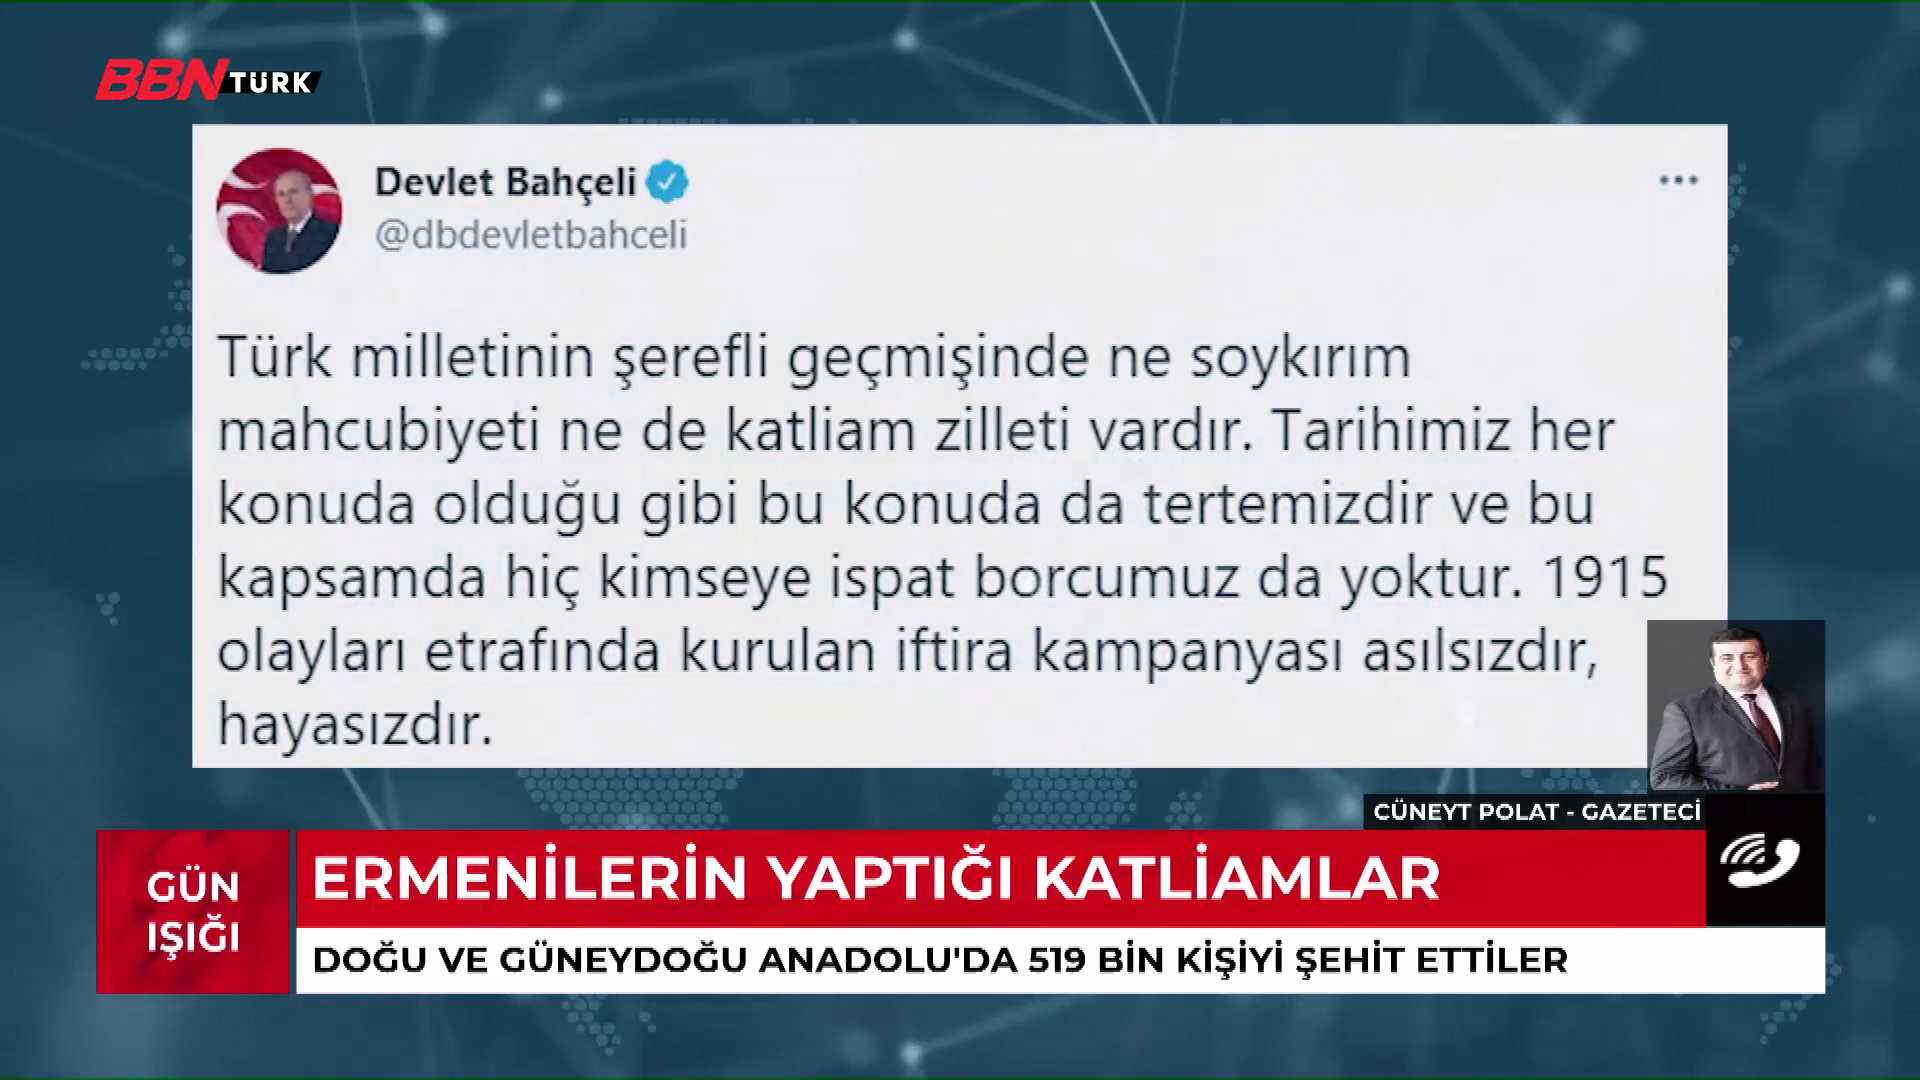 BBN TÜRK
Devlet Bahçeli
@dbdevletbahceli
Türk milletinin şerefli geçmişinde ne soykırım
mahcubiyeti ne de katliam zilleti vardır. Tarihimiz her
konuda olduğu gibi bu konuda da tertemizdir ve bu
kapsamda hiç kimseye ispat borcumuz da yoktur. 1915
olayları etrafında kurulan iftira kampanyası asılsızdır,
hayasızdır.
CÜNEYT POLAT - GAZETECİ
GÜN
IŞIĞI
ERMENİLERİN YAPTIĞI KATLİAMLAR
DOĞU VE GÜNEYDOĞU ANADOLU'DA 519 BİN KİŞİYİ ŞEHİT ETTİLER